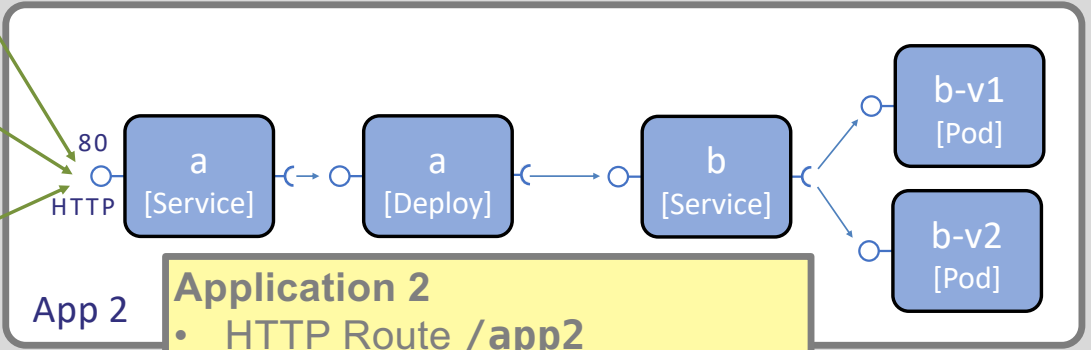 80
HTTP
a
[Service]
a
[Deploy]
b
[Service]
b-v1
[Pod]
b-v2
[Pod]
App 2
Application 2
• HTTP Route /app2